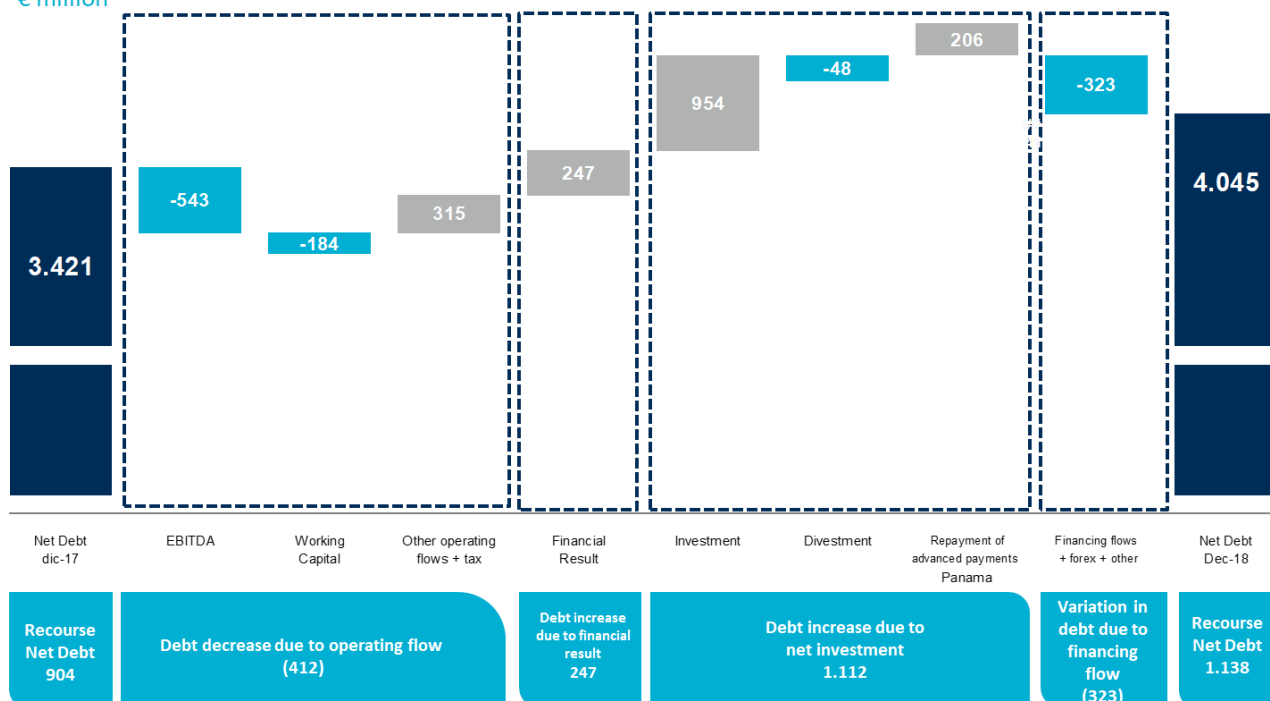 € million
206
-48
-323
954
247
4.045
-543
315
3.421
-184
Net Debt
dic-17
EBITDA
Working
Capital
Other operating
flows + tax
Financial
Result
Investment
Divestment
Repayment of
advanced payments
Panama
Financing flows
+ forex + other
Net Debt
Dec-18
Recourse
Net Debt
904
Debt decrease due to operating flow
(412)
Debt increase
due to financial
result
247
Debt increase due to
net investment
1.112
Variation in
debt due to
financing
flow
(323)
Recourse
Net Debt
1.138